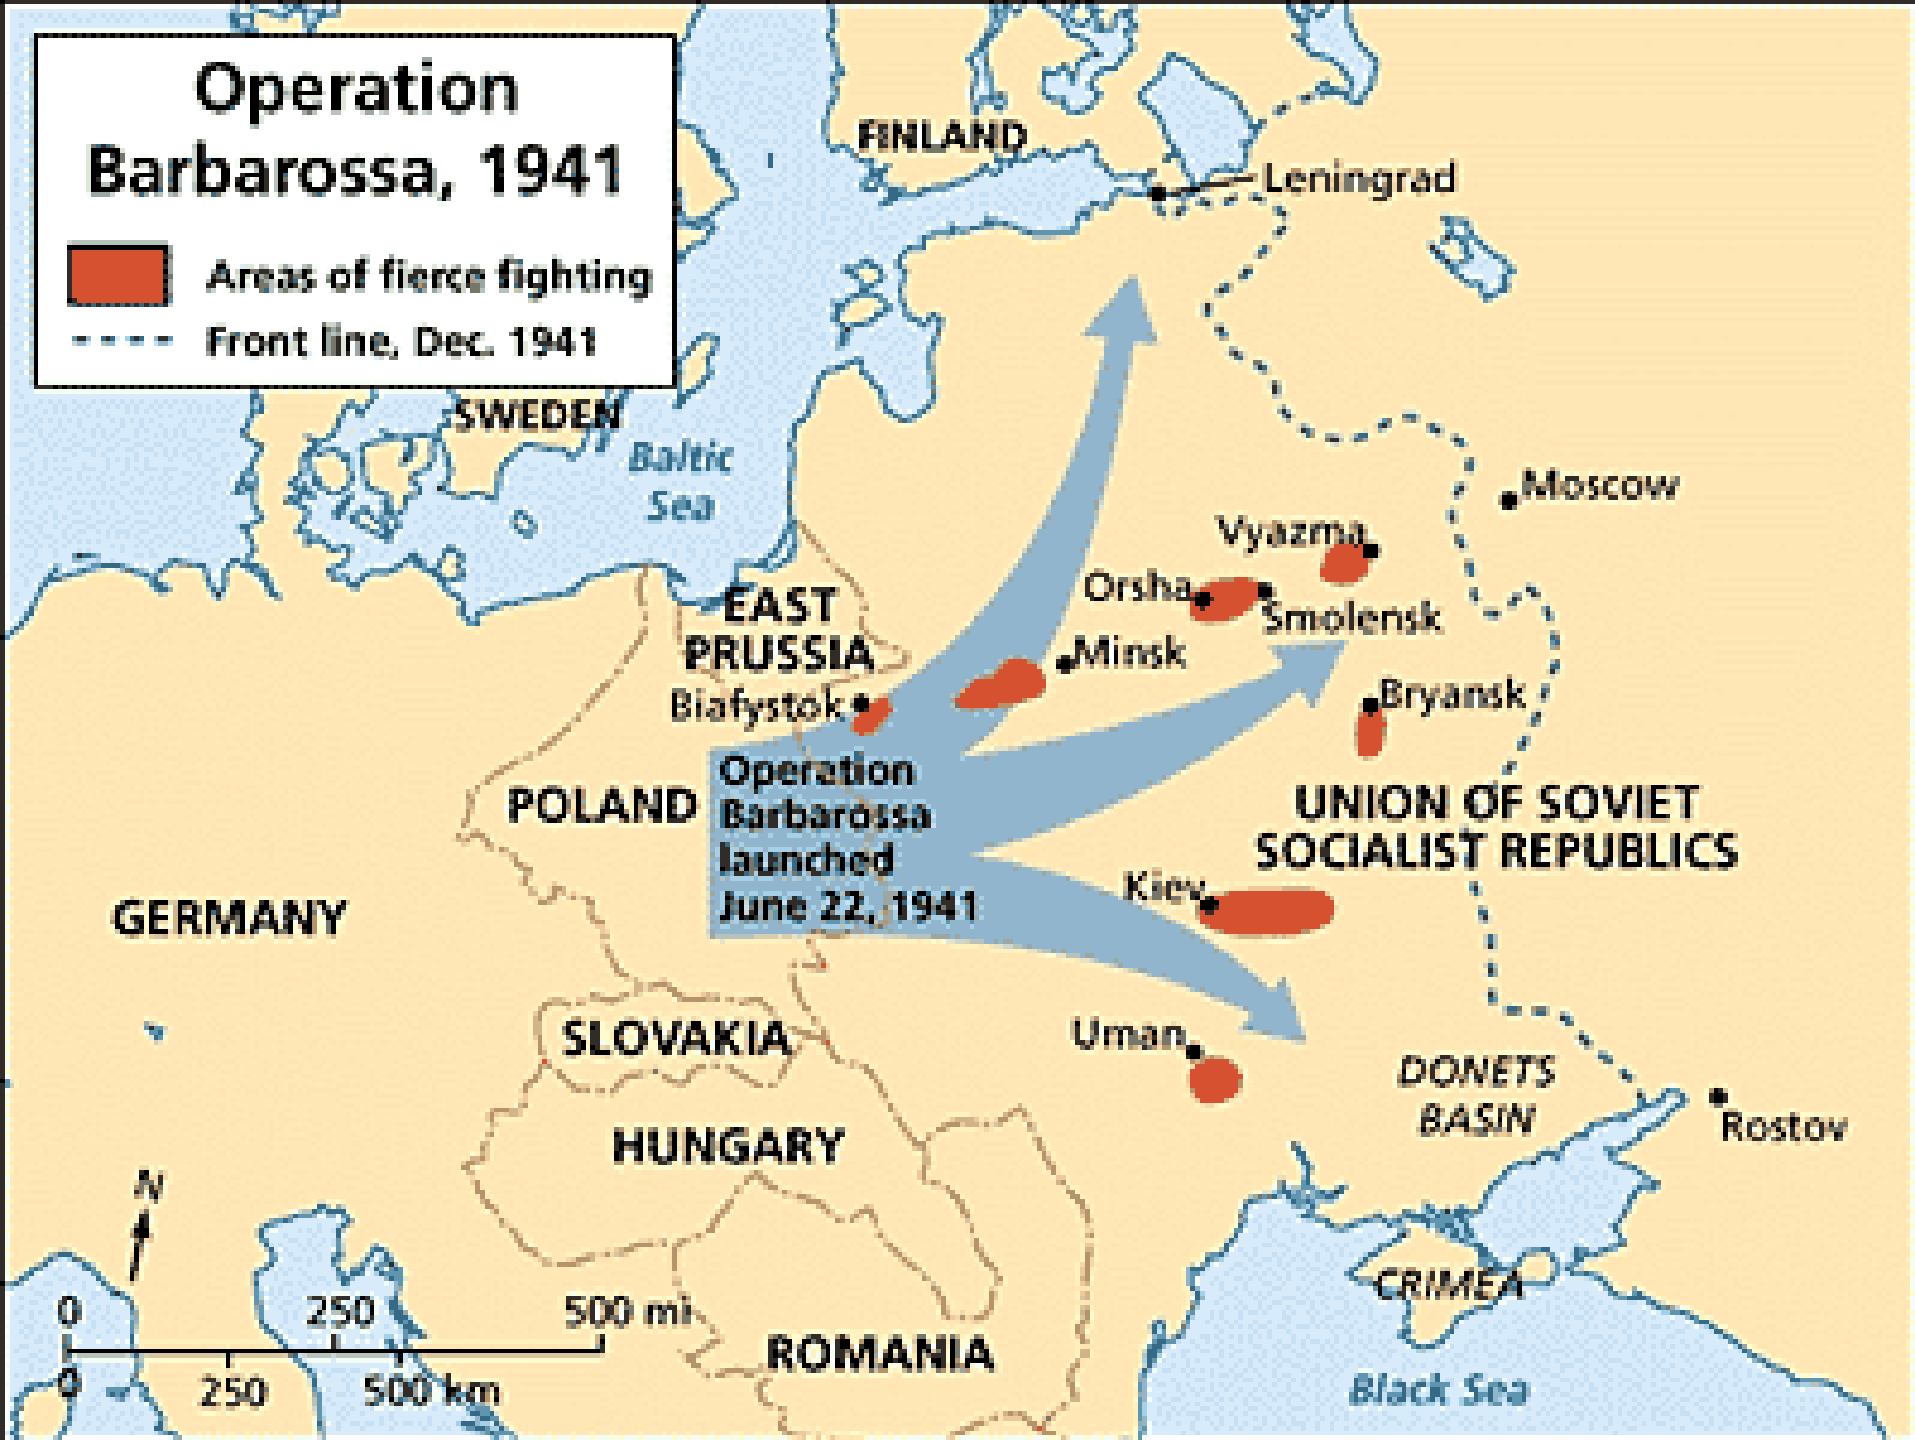 Operation
Barbarossa, 1941
Areas of fierce fighting
Front line, Dec. 1941
FINLAND
Leningrad
SWEDEN
Baltic
Sea
Moscow
Vyazma
Orsha
Smolensk
EAST
PRUSSIA
Minsk
Biafystok
Bryansk
Operation
Barbarossa
launched
June 22, 1941
POLAND
UNION OF SOVIET
SOCIALIST REPUBLICS
Kiev
GERMANY
SLOVAKIA
Uman
DONETS
BASIN
Rostov
HUNGARY
N
CRIMEA
0 250 500 mi
0 250 500 km
ROMANIA
Black Sea